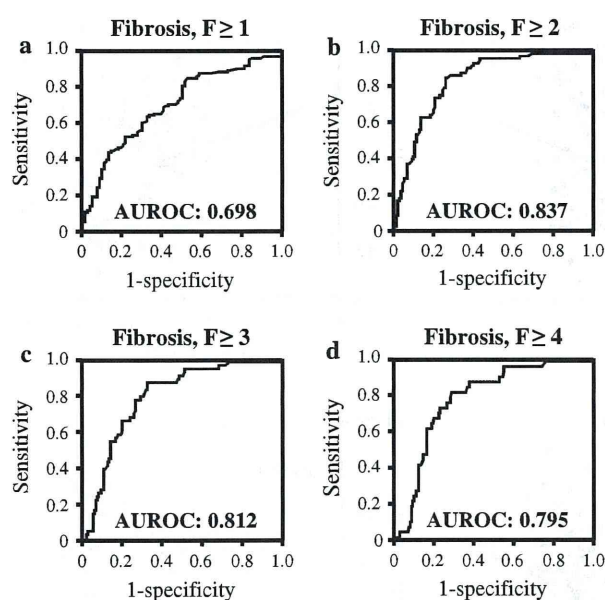 a Fibrosis, F ≥ 1
1.0
0.8
0.6
0.4
0.2
0
Sensitivity
AUROC: 0.698
0 0.2 0.4 0.6 0.8 1.0
1-specificity
b Fibrosis, F ≥ 2
1.0
0.8
0.6
0.4
0.2
0
Sensitivity
AUROC: 0.837
0 0.2 0.4 0.6 0.8 1.0
1-specificity
c Fibrosis, F ≥ 3
1.0
0.8
0.6
0.4
0.2
0
Sensitivity
AUROC: 0.812
0 0.2 0.4 0.6 0.8 1.0
1-specificity
d Fibrosis, F ≥ 4
1.0
0.8
0.6
0.4
0.2
0
Sensitivity
AUROC: 0.795
0 0.2 0.4 0.6 0.8 1.0
1-specificity